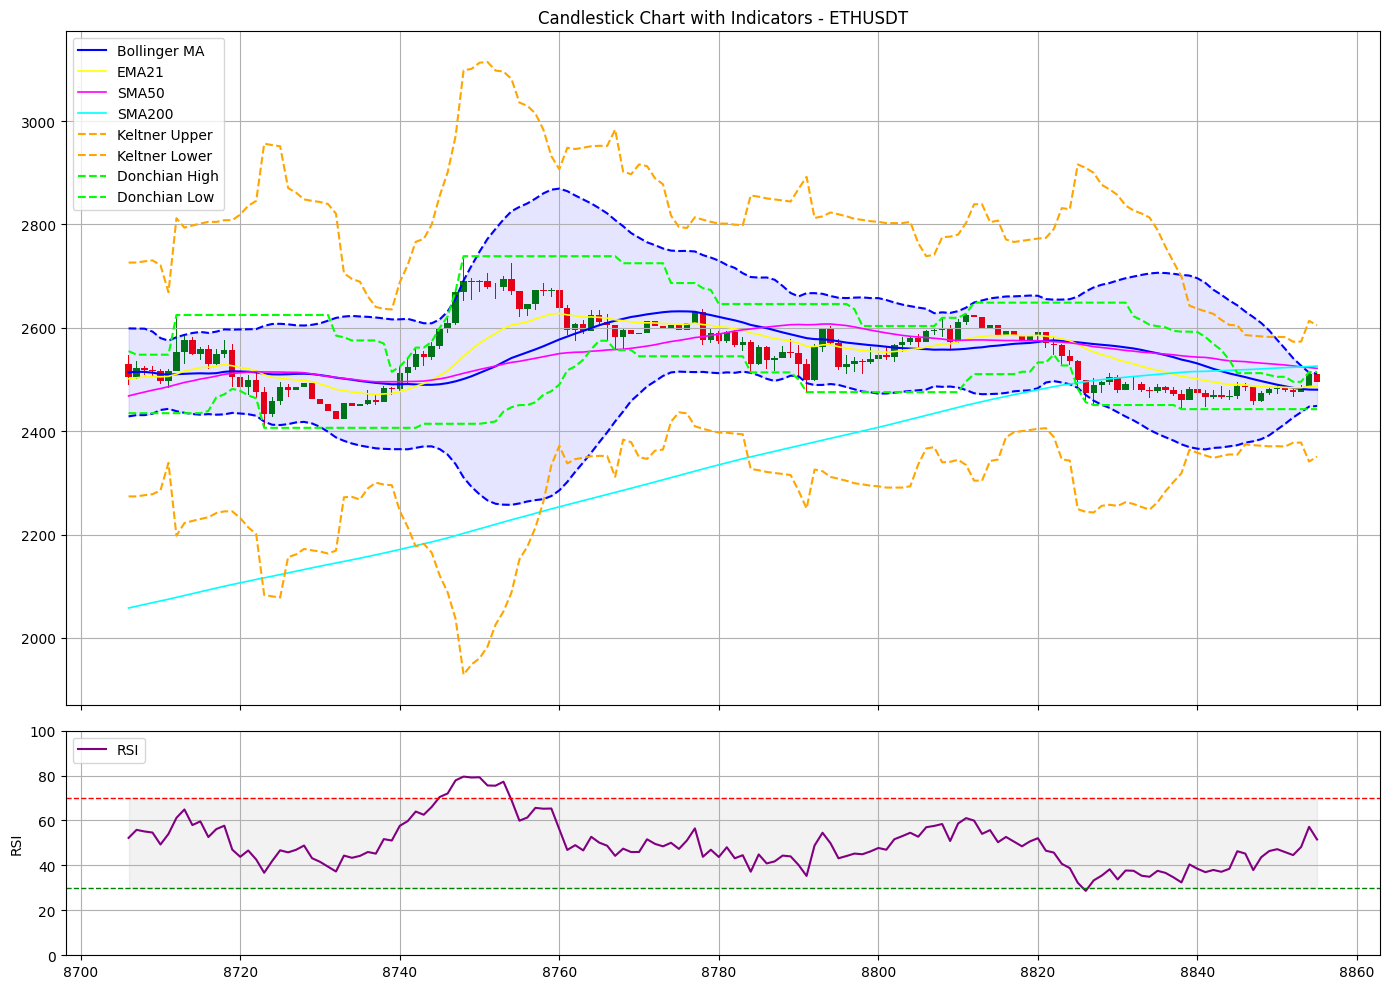 Candlestick Chart with Indicators - ETHUSDT
Bollinger MA
EMA21
SMA50
SMA200
Keltner Upper
Keltner Lower
Donchian High
Donchian Low
3000
2800
2600
2400
2200
2000
RSI
100
80
60
40
20
0
RSI
8700 8720 8740 8760 8780 8800 8820 8840 8860